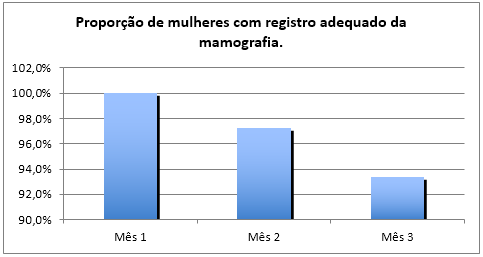 Proporção de mulheres com registro adequado da
mamografia.
102,0%
100,0%
98,0%
96,0%
94,0%
92,0%
90,0%
Mês 1 Mês 2 Mês 3